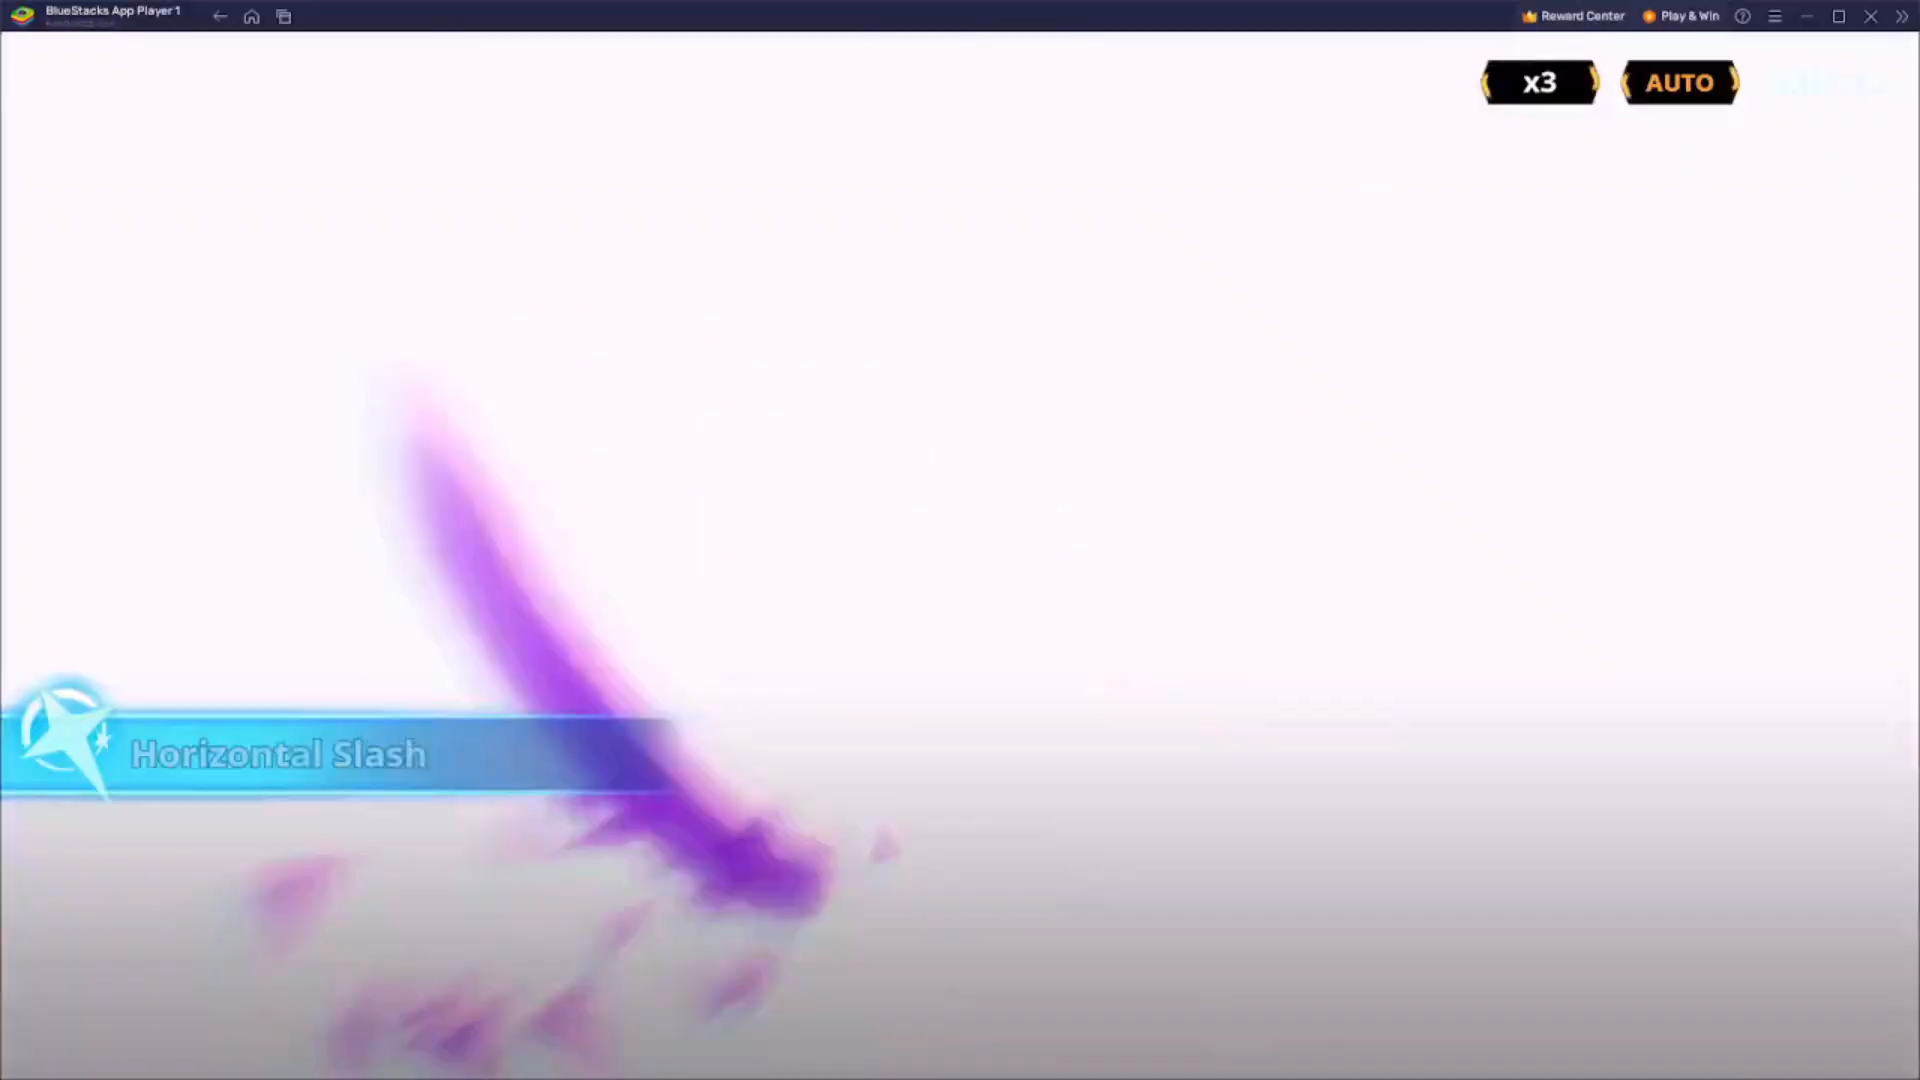 BlueStacks App Player 1
Reward Center
Play & Win
x3
AUTO
Horizontal Slash